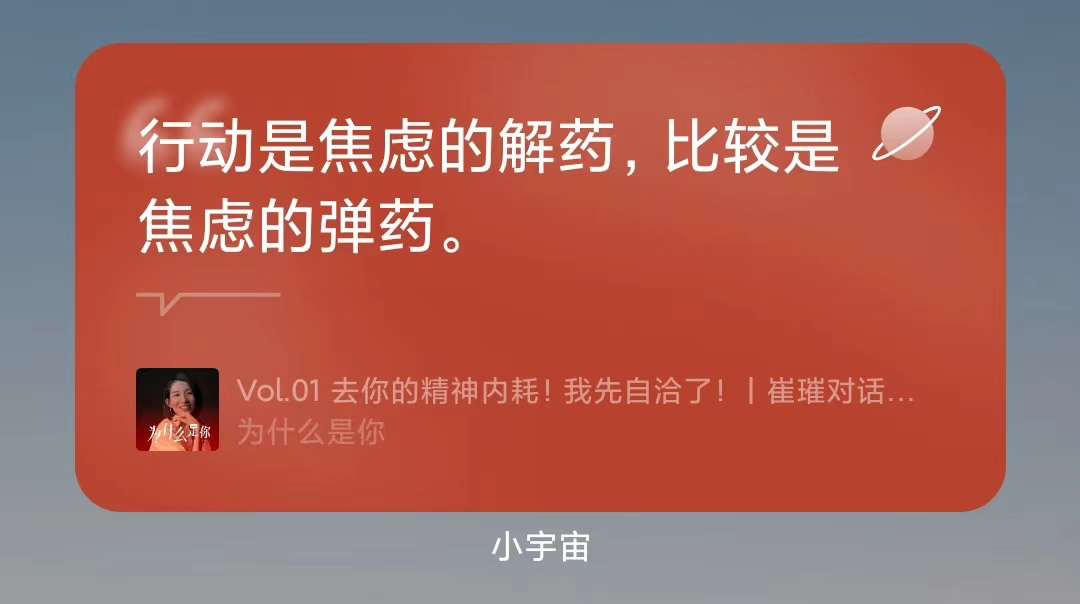 行动是焦虑的解药，比较是
焦虑的弹药。
为什么是你
Vol.01 去你的精神内耗！我先自洽了！｜崔璀对话...
为什么是你
小宇宙